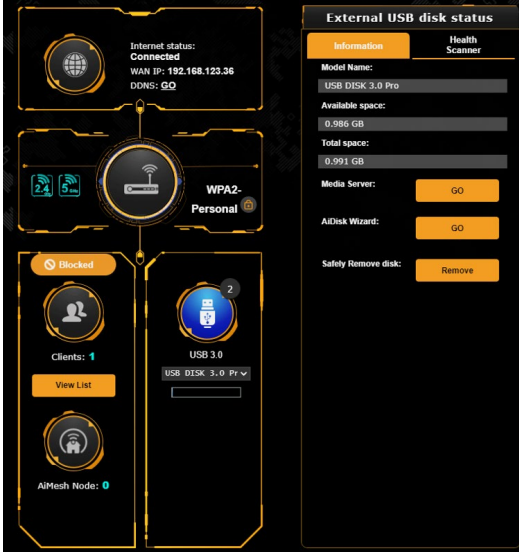 Internet status:
Connected
WAN IP: 192.168.123.36
DDNS: GO
2.4
GHz
5 GHz
WPA2-
Personal
Blocked
Clients: 1
View List
AiMesh Node: 0
2
USB 3.0
USB DISK 3.0 Pr
External USB disk status
Information
Health
Scanner
Model Name:
USB DISK 3.0 Pro
Available space:
0.986 GB
Total space:
0.991 GB
Media Server:
GO
AiDisk Wizard:
GO
Safely Remove disk:
Remove